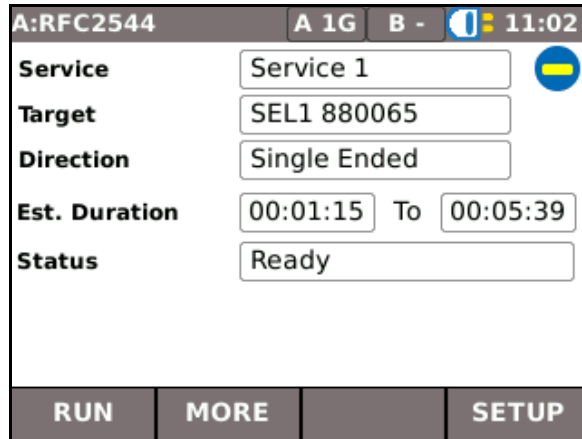 A:RFC2544 A 1G B - 11:02
Service Service 1
Target SEL1 880065
Direction Single Ended
Est. Duration 00:01:15 To 00:05:39
Status Ready
RUN MORE SETUP